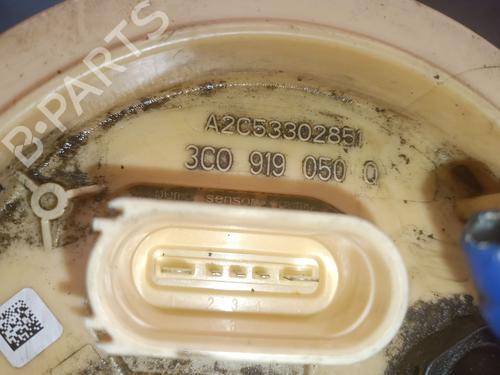 B-PARTS
A2C53302851
3C0 919 050 Q
sensor